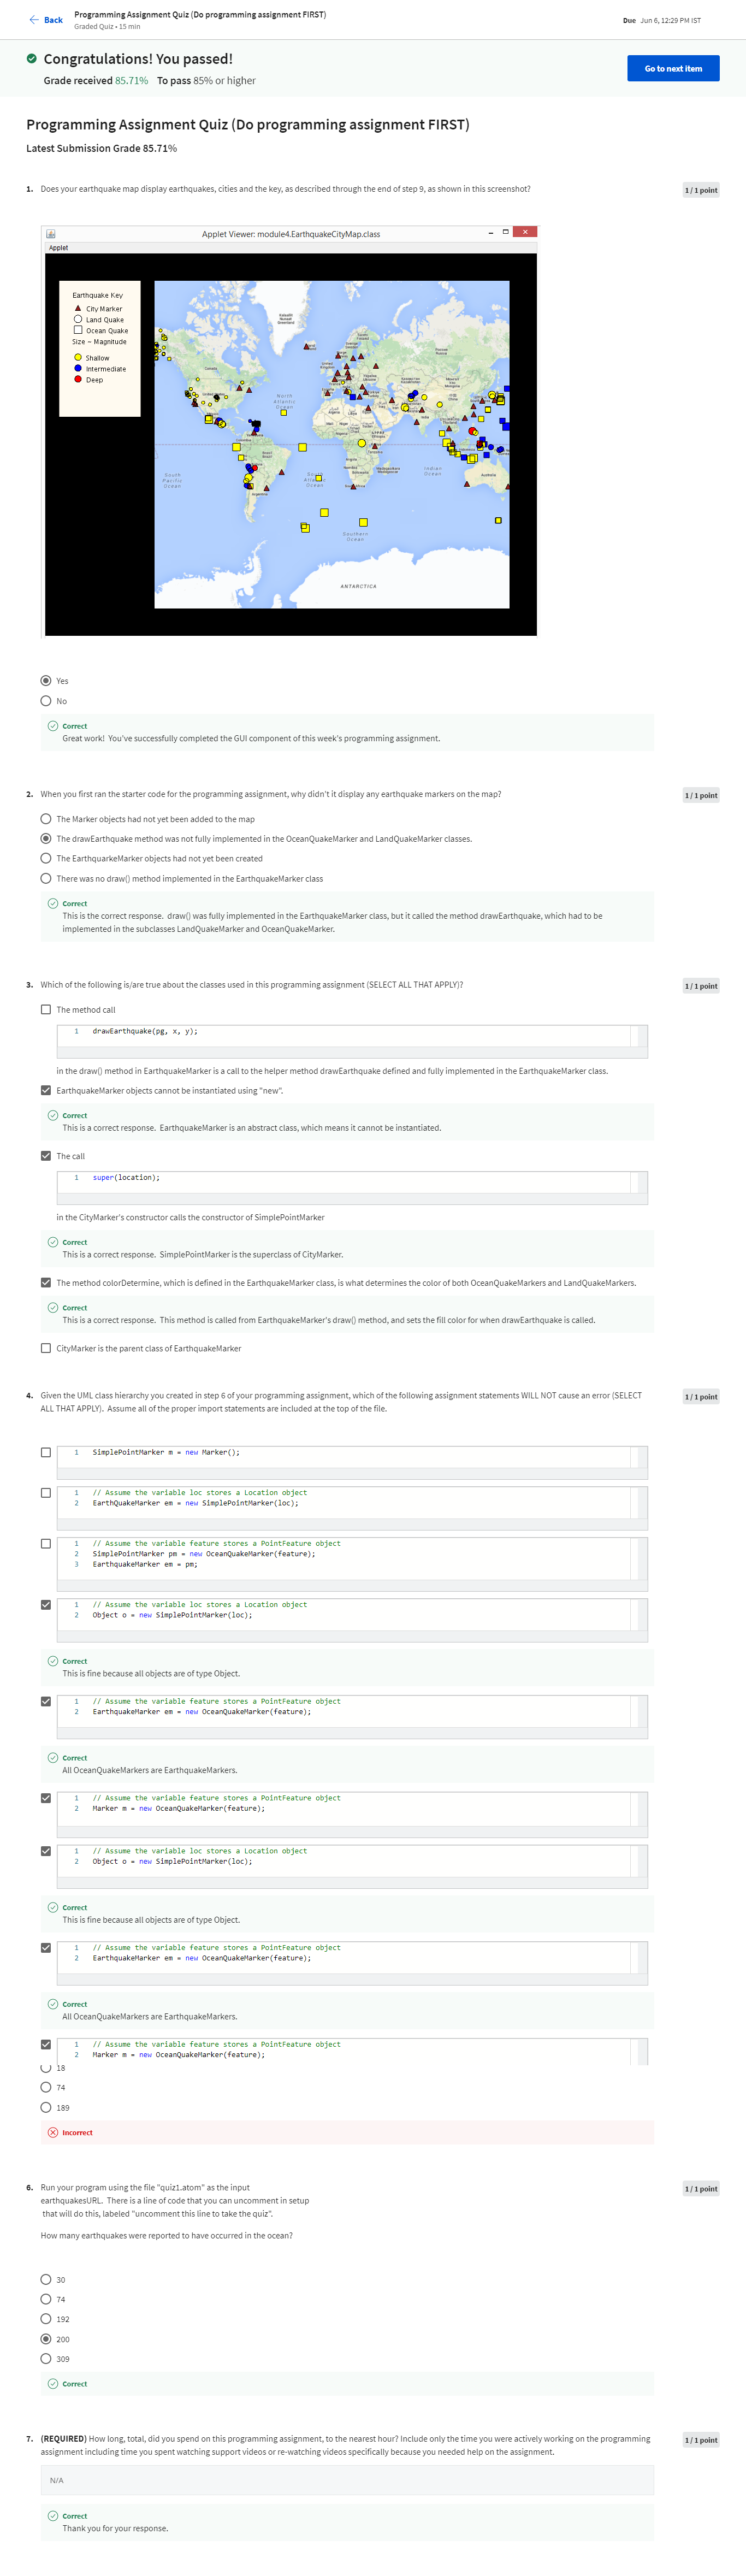 Back
Programming Assignment Quiz (Do programming assignment FIRST)
Graded Quiz • 15 min
Due Jun 6, 12:29 PM IST
Congratulations! You passed!
Grade received 85.71% To pass 85% or higher
Go to next item
Programming Assignment Quiz (Do programming assignment FIRST)
Latest Submission Grade 85.71%
1. Does your earthquake map display earthquakes, cities and the key, as described through the end of step 9, as shown in this screenshot?
1 / 1 point
Applet Viewer: module4.EarthquakeCityMap.class
Applet
Earthquake Key
City Marker
Land Quake
Ocean Quake
Size ~ Magnitude
Shallow
Intermediate
Deep
North
Atlantic
Ocean
South
Pacific
Ocean
Indian
Ocean
Southern
Ocean
ANTARCTICA
Yes
No
Correct
Great work! You've successfully completed the GUI component of this week's programming assignment.
2. When you first ran the starter code for the programming assignment, why didn't it display any earthquake markers on the map?
1 / 1 point
The Marker objects had not yet been added to the map
The drawEarthquake method was not fully implemented in the OceanQuakeMarker and LandQuakeMarker classes.
The EarthquarkeMarker objects had not yet been created
There was no draw() method implemented in the EarthquakeMarker class
Correct
This is the correct response. draw() was fully implemented in the EarthquakeMarker class, but it called the method drawEarthquake, which had to be
implemented in the subclasses LandQuakeMarker and OceanQuakeMarker.
3. Which of the following is/are true about the classes used in this programming assignment (SELECT ALL THAT APPLY)?
1 / 1 point
The method call
1 drawEarthquake(pg, x, y);
in the draw() method in EarthquakeMarker is a call to the helper method drawEarthquake defined and fully implemented in the EarthquakeMarker class.
EarthquakeMarker objects cannot be instantiated using "new".
Correct
This is a correct response. EarthquakeMarker is an abstract class, which means it cannot be instantiated.
The call
1 super(location);
in the CityMarker's constructor calls the constructor of SimplePointMarker
Correct
This is a correct response. SimplePointMarker is the superclass of CityMarker.
The method colorDetermine, which is defined in the EarthquakeMarker class, is what determines the color of both OceanQuakeMarkers and LandQuakeMarkers.
Correct
This is a correct response. This method is called from EarthquakeMarker's draw() method, and sets the fill color for when drawEarthquake is called.
CityMarker is the parent class of EarthquakeMarker
4. Given the UML class hierarchy you created in step 6 of your programming assignment, which of the following assignment statements WILL NOT cause an error (SELECT
ALL THAT APPLY). Assume all of the proper import statements are included at the top of the file.
1 / 1 point
1 SimplePointMarker m = new Marker();
1 // Assume the variable loc stores a Location object
2 EarthQuakeMarker em = new SimplePointMarker(loc);
1 // Assume the variable feature stores a PointFeature object
2 SimplePointMarker pm = new OceanQuakeMarker(feature);
3 EarthquakeMarker em = pm;
1 // Assume the variable loc stores a Location object
2 Object o = new SimplePointMarker(loc);
Correct
This is fine because all objects are of type Object.
1 // Assume the variable feature stores a PointFeature object
2 EarthquakeMarker em = new OceanQuakeMarker(feature);
Correct
All OceanQuakeMarkers are EarthquakeMarkers.
1 // Assume the variable feature stores a PointFeature object
2 Marker m = new OceanQuakeMarker(feature);
1 // Assume the variable loc stores a Location object
2 Object o = new SimplePointMarker(loc);
Correct
This is fine because all objects are of type Object.
1 // Assume the variable feature stores a PointFeature object
2 EarthquakeMarker em = new OceanQuakeMarker(feature);
Correct
All OceanQuakeMarkers are EarthquakeMarkers.
1 // Assume the variable feature stores a PointFeature object
2 Marker m = new OceanQuakeMarker(feature);
18
74
189
Incorrect
6. Run your program using the file "quiz1.atom" as the input
earthquakesURL. There is a line of code that you can uncomment in setup
that will do this, labeled "uncomment this line to take the quiz".
1 / 1 point
How many earthquakes were reported to have occurred in the ocean?
30
74
192
200
309
Correct
7. (REQUIRED) How long, total, did you spend on this programming assignment, to the nearest hour? Include only the time you were actively working on the programming
assignment including time you spent watching support videos or re-watching videos specifically because you needed help on the assignment.
1 / 1 point
N/A
Correct
Thank you for your response.